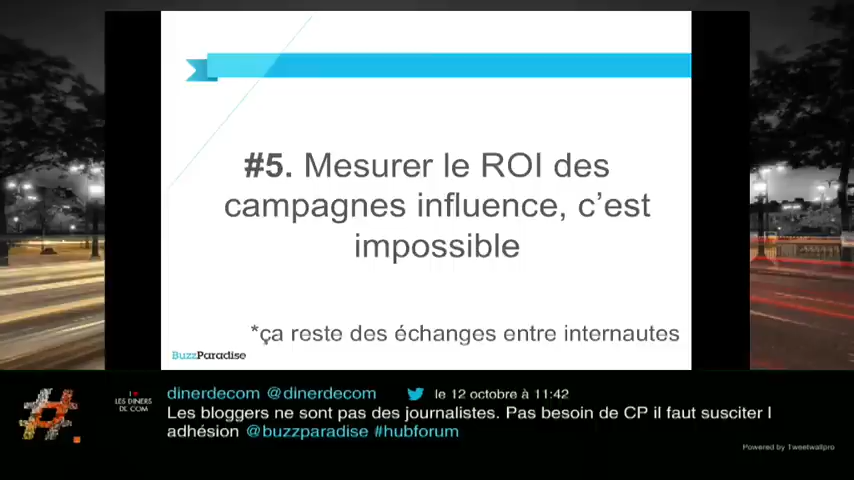 #5. Mesurer le ROI des
campagnes influence, c’est
impossible
*ça reste des échanges entre internautes
BuzzParadise
I
LES DINERS
DE COM
dinerdecom @dinerdecom le 12 octobre à 11:42
Les bloggers ne sont pas des journalistes. Pas besoin de CP il faut susciter l
adhésion @buzzparadise #hubforum
Powered by Tweetwallpro